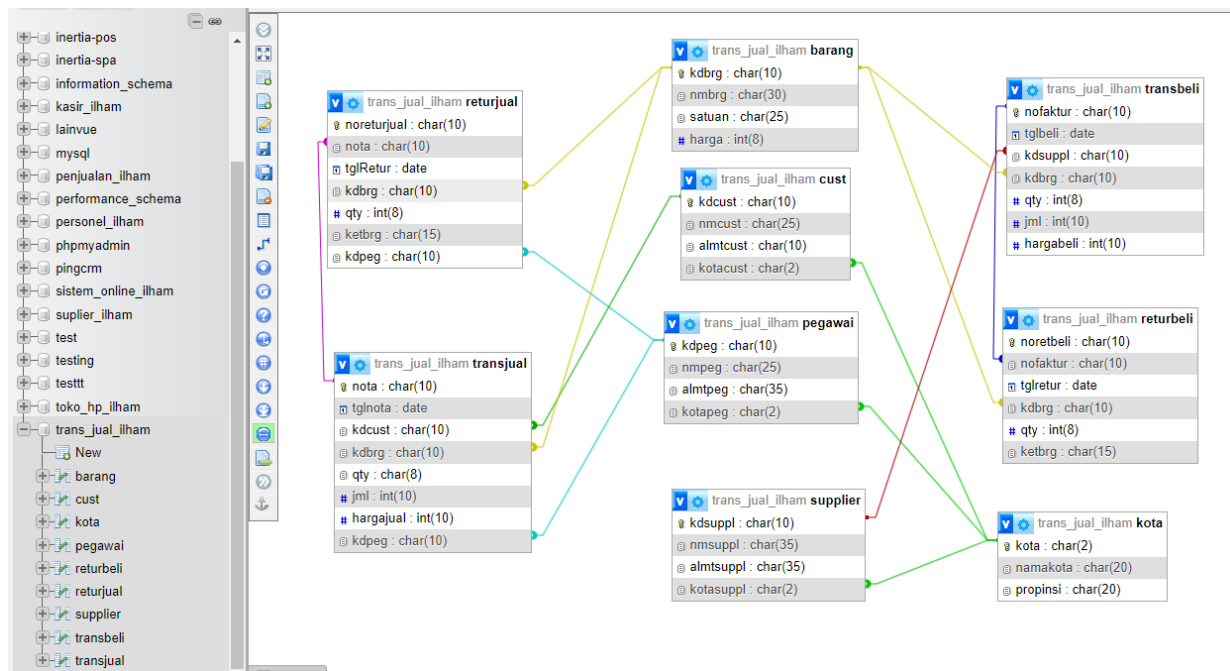 inertia-pos
inertia-spa
information_schema
kasir_ilham
lainvue
mysql
penjualan_ilham
performance_schema
personel_ilham
phpmyadmin
pingcrm
sistem_online_ilham
suplier_ilham
test
testing
testtt
toko_hp_ilham
trans_jual_ilham
New
barang
cust
kota
pegawai
returbeli
returjual
supplier
transbeli
transjual
v trans_jual_ilham returjual
noreturjual : char(10)
nota : char(10)
tglRetur : date
kdbrg : char(10)
# qty : int(8)
ketbrg : char(15)
kdpeg : char(10)
v trans_jual_ilham transjual
nota : char(10)
tglnota : date
kdcust : char(10)
kdbrg : char(10)
qty : char(8)
# jml : int(10)
# hargajual : int(10)
kdpeg : char(10)
v trans_jual_ilham barang
kdbrg : char(10)
nmbrg : char(30)
satuan : char(25)
# harga : int(8)
v trans_jual_ilham cust
kdcust : char(10)
nmcust : char(25)
almtcust : char(10)
kotacust : char(2)
v trans_jual_ilham pegawai
kdpeg : char(10)
nmpeg : char(25)
almtpeg : char(35)
kotapeg : char(2)
v trans_jual_ilham supplier
kdsuppl : char(10)
nmsuppl : char(35)
almtsuppl : char(35)
kotasuppl : char(2)
v trans_jual_ilham transbeli
nofaktur : char(10)
tglbeli : date
kdsuppl : char(10)
kdbrg : char(10)
# qty : int(8)
# jml : int(10)
# hargabeli : int(10)
v trans_jual_ilham returbeli
noretbeli : char(10)
nofaktur : char(10)
tglretur : date
kdbrg : char(10)
# qty : int(8)
ketbrg : char(15)
v trans_jual_ilham kota
kota : char(2)
namakota : char(20)
propinsi : char(20)